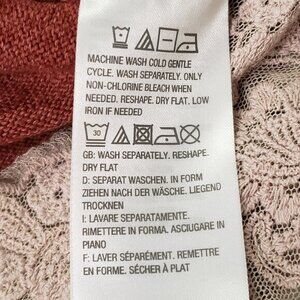 MACHINE WASH COLD GENTLE
CYCLE. WASH SEPARATELY. ONLY
NON-CHLORINE BLEACH WHEN
NEEDED. RESHAPE. DRY FLAT. LOW
IRON IF NEEDED
30
GB: WASH SEPARATELY. RESHAPE.
DRY FLAT
D: SEPARAT WASCHEN. IN FORM
ZIEHEN NACH DER WÄSCHE. LIEGEND
TROCKNEN
I: LAVARE SEPARATAMENTE.
RIMETTERE IN FORMA. ASCIUGARE IN
PIANO
F: LAVER SÉPARÉMENT. REMETTRE
EN FORME. SÉCHER À PLAT